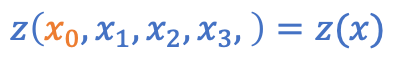 z(x₀, x₁, x₂, x₃, ) = z(x)